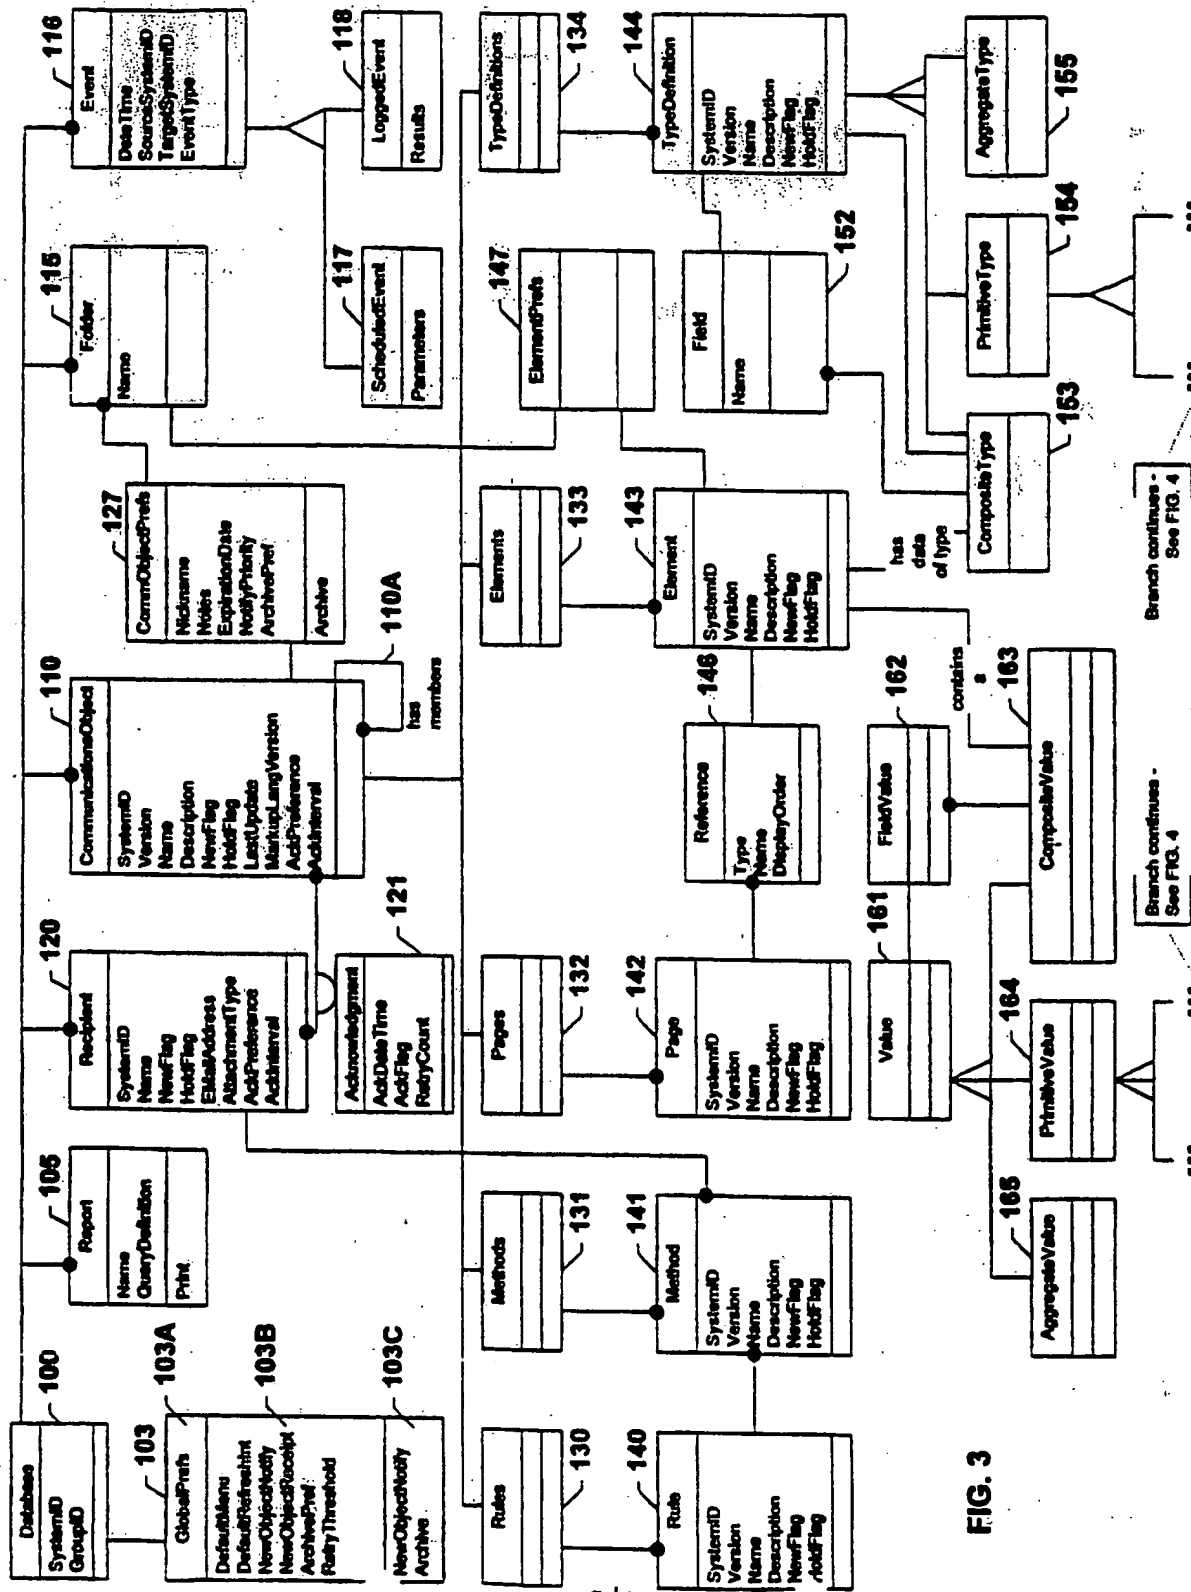 Database
SystemID
GroupID
100
103
GlobalPrefs
103A
DefaultMenu
DefaultRefreshInt
NewObjectNotify
NewObjectReceipt
ArchivePref
RetryThreshold
103B
NewObjectNotify
Archive
103C
Report
105
Name
QueryDefinition
Print
Recipient
120
SystemID
Name
NewFlag
HoldFlag
EMailAddress
AttachmentType
AckPreference
AckInterval
Acknowledgment
121
AckDateTime
AckFlag
RetryCount
CommunicationsObject
110
SystemID
Version
Name
Description
NewFlag
HoldFlag
LastUpdate
MarkupLangVersion
AckPreference
AckInterval
110A
has
members
CommObjectPrefs
127
Nickname
Notes
ExpirationDate
NotifyPriority
ArchivePref
Archive
Folder
115
Name
Event
116
DateTime
SourceSystemID
TargetSystemID
EventType
ScheduledEvent
117
Parameters
LoggedEvent
118
Results
Rules
130
Methods
131
Pages
132
Elements
133
ElementPrefs
147
TypeDefinitions
134
Rule
140
SystemID
Version
Name
Description
NewFlag
HoldFlag
Method
141
SystemID
Version
Name
Description
NewFlag
HoldFlag
Page
142
SystemID
Version
Name
Description
NewFlag
HoldFlag
Reference
146
Type
Name
DisplayOrder
Element
143
SystemID
Version
Name
Description
NewFlag
HoldFlag
Field
152
Name
TypeDefinition
144
SystemID
Version
Name
Description
NewFlag
HoldFlag
Value
161
FieldValue
162
contains
a
has
data
of type
AggregateValue
165
PrimitiveValue
164
CompositeValue
163
CompositeType
153
PrimitiveType
154
AggregateType
155
Branch continues -
See FIG. 4
Branch continues -
See FIG. 4
FIG. 3